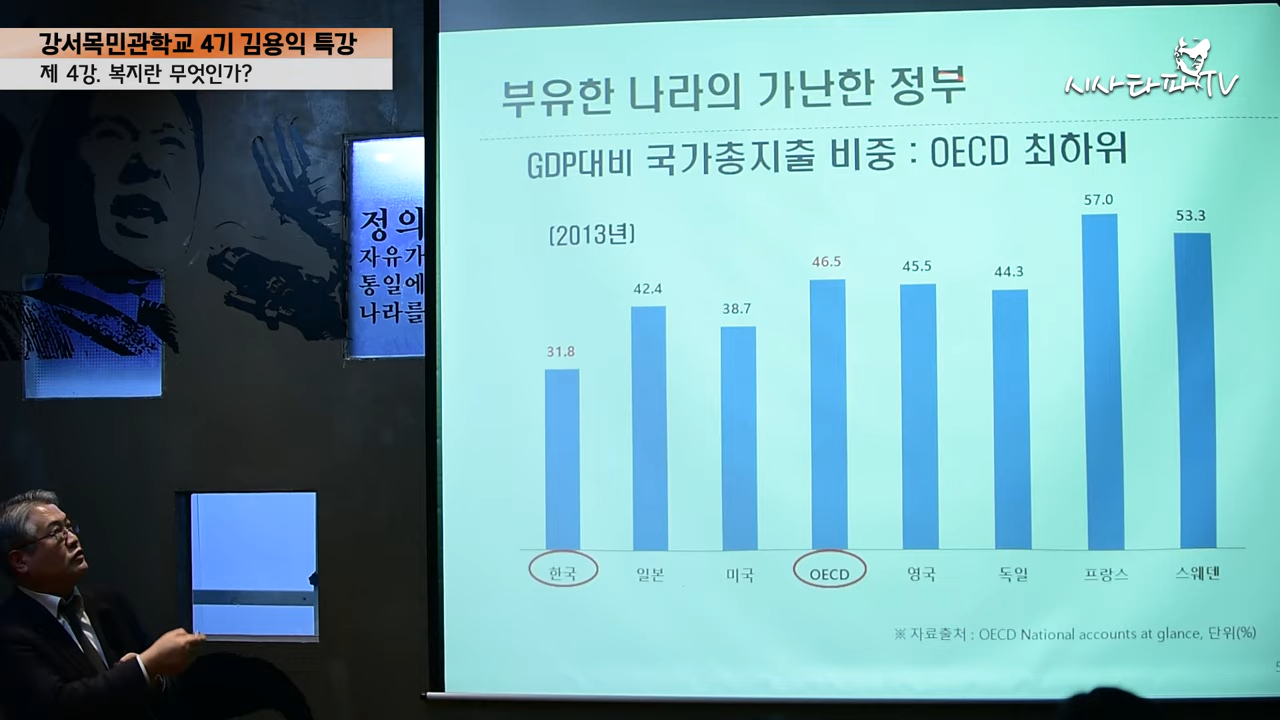 강서목민관학교 4기 김용익 특강
제 4강. 복지란 무엇인가?
시사타파TV
정의
자유가
통일에
나라를
부유한 나라의 가난한 정부
GDP대비 국가총지출 비중 : OECD 최하위
(2013년)
31.8
42.4
38.7
46.5
45.5
44.3
57.0
53.3
한국
일본
미국
OECD
영국
독일
프랑스
스웨덴
※ 자료출처 : OECD National accounts at glance, 단위(%)